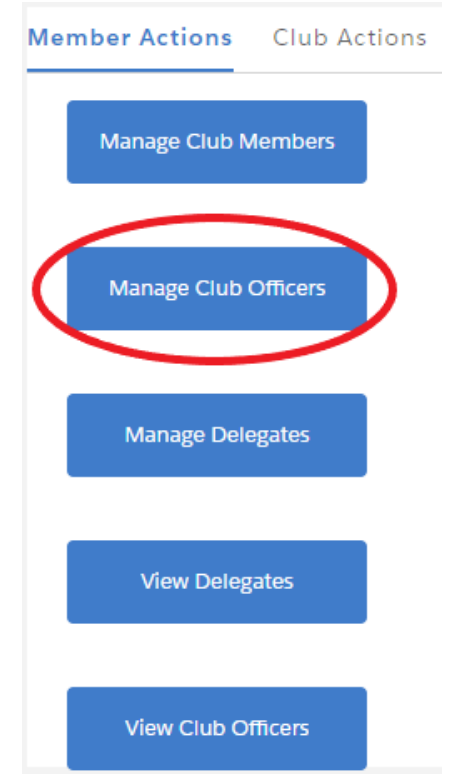 Member Actions Club Actions
Manage Club Members
Manage Club Officers
Manage Delegates
View Delegates
View Club Officers